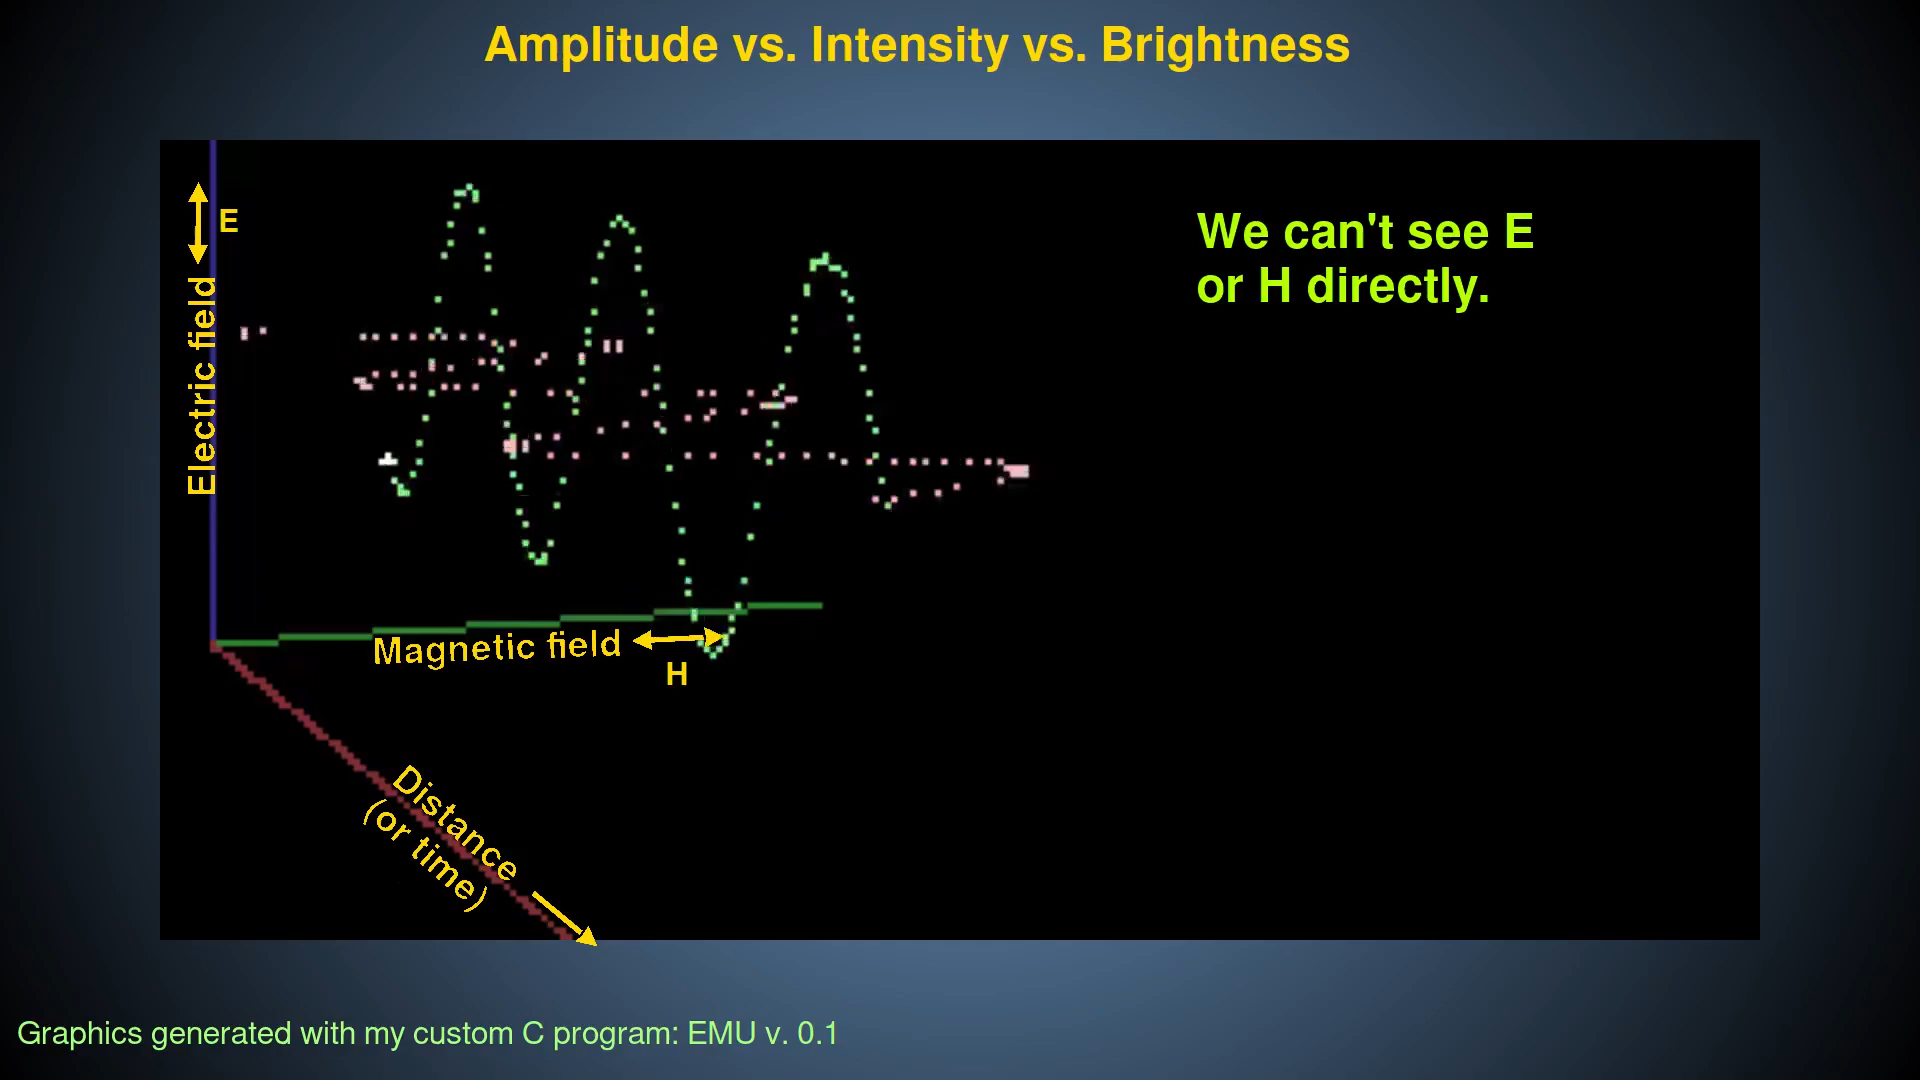 Amplitude vs. Intensity vs. Brightness
E
Electric field
We can't see E
or H directly.
Magnetic field
H
Distance
(or time)
Graphics generated with my custom C program: EMU v. 0.1